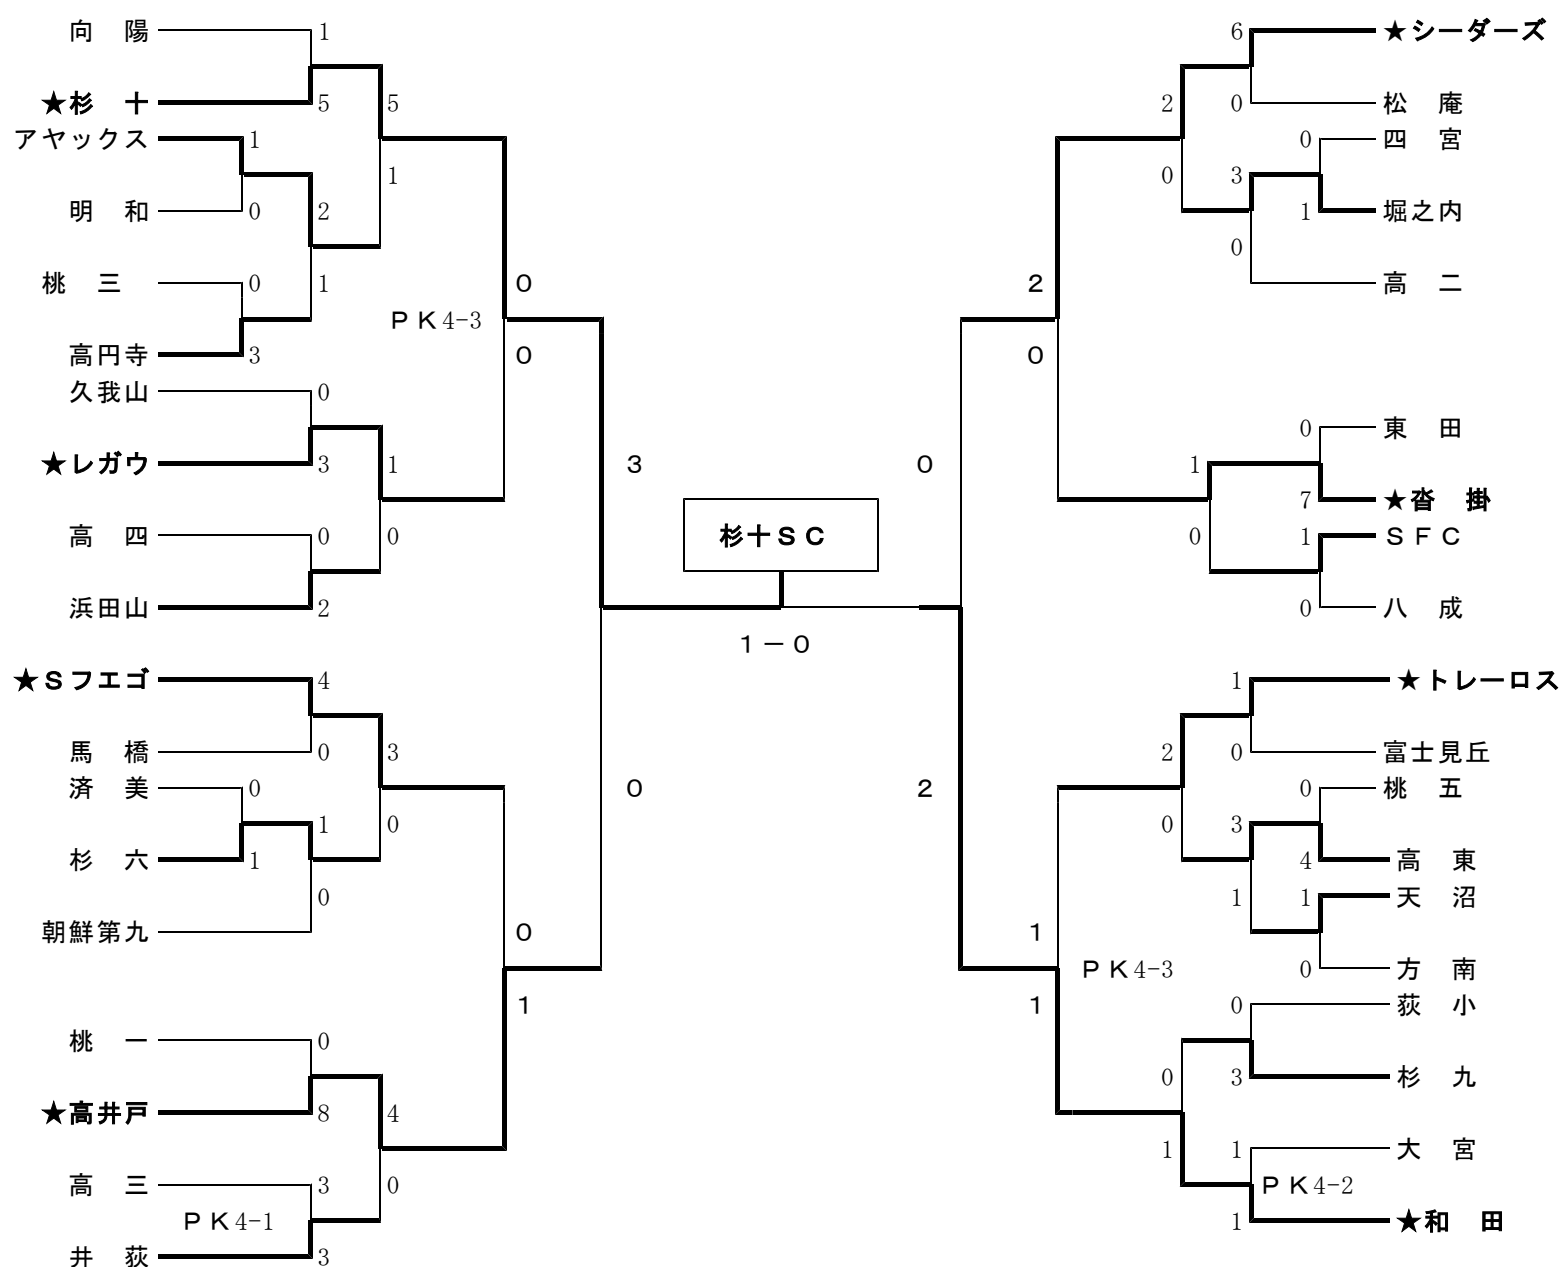 向　陽 1
★杉　十 5 5
アヤックス 1
1
明　和 0 2
桃　三 0 1
0
ＰＫ4-3
高円寺 3
0
久我山 0
★レガウ 3 1
3
高　四 0 0
浜田山 2
★Ｓフエゴ 4
馬　橋 0 3
済　美 0
0
杉　六 1 1 0
0
朝鮮第九 0
1
桃　一 0
★高井戸 8 4
高　三 3 0
ＰＫ4-1
井　荻 3
杉十ＳＣ
１－０
6 ★シーダーズ
2 0 松　庵
0 四　宮
0 3
1 堀之内
0
2 高　二
0
0 東　田
0 1
7 ★沓　掛
0 1 ＳＦＣ
0 八　成
1 ★トレーロス
2 0 富士見丘
2 0 桃　五
0 3
4 高　東
1 1 天　沼
1
0 方　南
ＰＫ4-3
1 0 荻　小
0 3 杉　九
1 1 大　宮
ＰＫ4-2
1 ★和　田